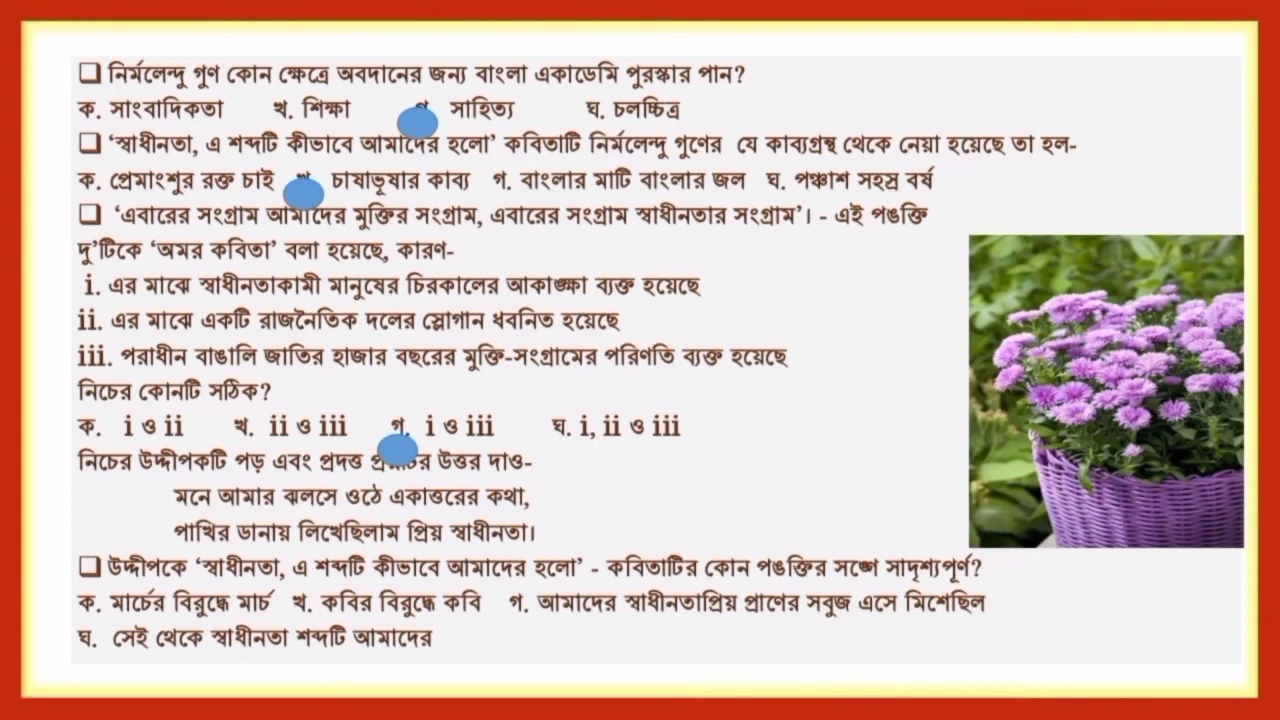 নির্মলেন্দু গুণ কোন ক্ষেত্রে অবদানের জন্য বাংলা একাডেমি পুরস্কার পান?
ক. সাংবাদিকতা খ. শিক্ষা গ. সাহিত্য ঘ. চলচ্চিত্র
‘স্বাধীনতা, এ শব্দটি কীভাবে আমাদের হলো’ কবিতাটি নির্মলেন্দু গুণের যে কাব্যগ্রন্থ থেকে নেয়া হয়েছে তা হল-
ক. প্রেমাংশুর রক্ত চাই খ. চাষাভূষার কাব্য গ. বাংলার মাটি বাংলার জল ঘ. পঞ্চাশ সহস্র বর্ষ
‘এবারের সংগ্রাম আমাদের মুক্তির সংগ্রাম, এবারের সংগ্রাম স্বাধীনতার সংগ্রাম’। - এই পঙক্তি
দু’টিকে ‘অমর কবিতা’ বলা হয়েছে, কারণ-
i. এর মাঝে স্বাধীনতাকামী মানুষের চিরকালের আকাঙ্ক্ষা ব্যক্ত হয়েছে
ii. এর মাঝে একটি রাজনৈতিক দলের স্লোগান ধবনিত হয়েছে
iii. পরাধীন বাঙালি জাতির হাজার বছরের মুক্তি-সংগ্রামের পরিণতি ব্যক্ত হয়েছে
নিচের কোনটি সঠিক?
ক. i ও ii খ. ii ও iii গ. i ও iii ঘ. i, ii ও iii
নিচের উদ্দীপকটি পড় এবং প্রদত্ত প্রশ্নটির উত্তর দাও-
মনে আমার ঝলসে ওঠে একাত্তরের কথা,
পাখির ডানায় লিখেছিলাম প্রিয় স্বাধীনতা।
উদ্দীপকে ‘স্বাধীনতা, এ শব্দটি কীভাবে আমাদের হলো’ - কবিতাটির কোন পঙক্তির সঙ্গে সাদৃশ্যপূর্ণ?
ক. মার্চের বিরুদ্ধে মার্চ খ. কবির বিরুদ্ধে কবি গ. আমাদের স্বাধীনতাপ্রিয় প্রাণের সবুজ এসে মিশেছিল
ঘ. সেই থেকে স্বাধীনতা শব্দটি আমাদের